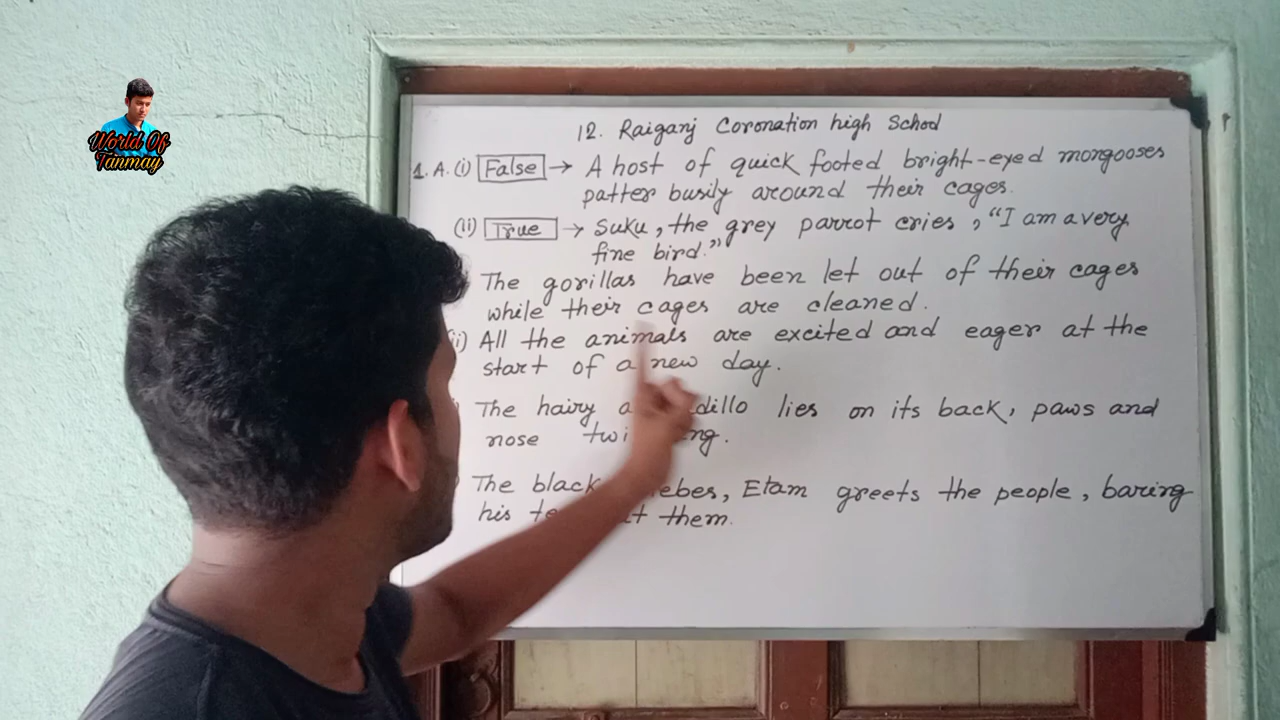 World Of
Tanmay
12. Raiganj Coronation high School
1. A. (i) False → A host of quick footed bright-eyed mongooses
patter busily around their cages.
(ii) True → Suku, the grey parrot cries, "I am a very
fine bird."
The gorillas have been let out of their cages
while their cages are cleaned.
All the animals are excited and eager at the
start of a new day.
The hairy lies on its back, paws and
nose
The black Etam greets the people, baring
his them.